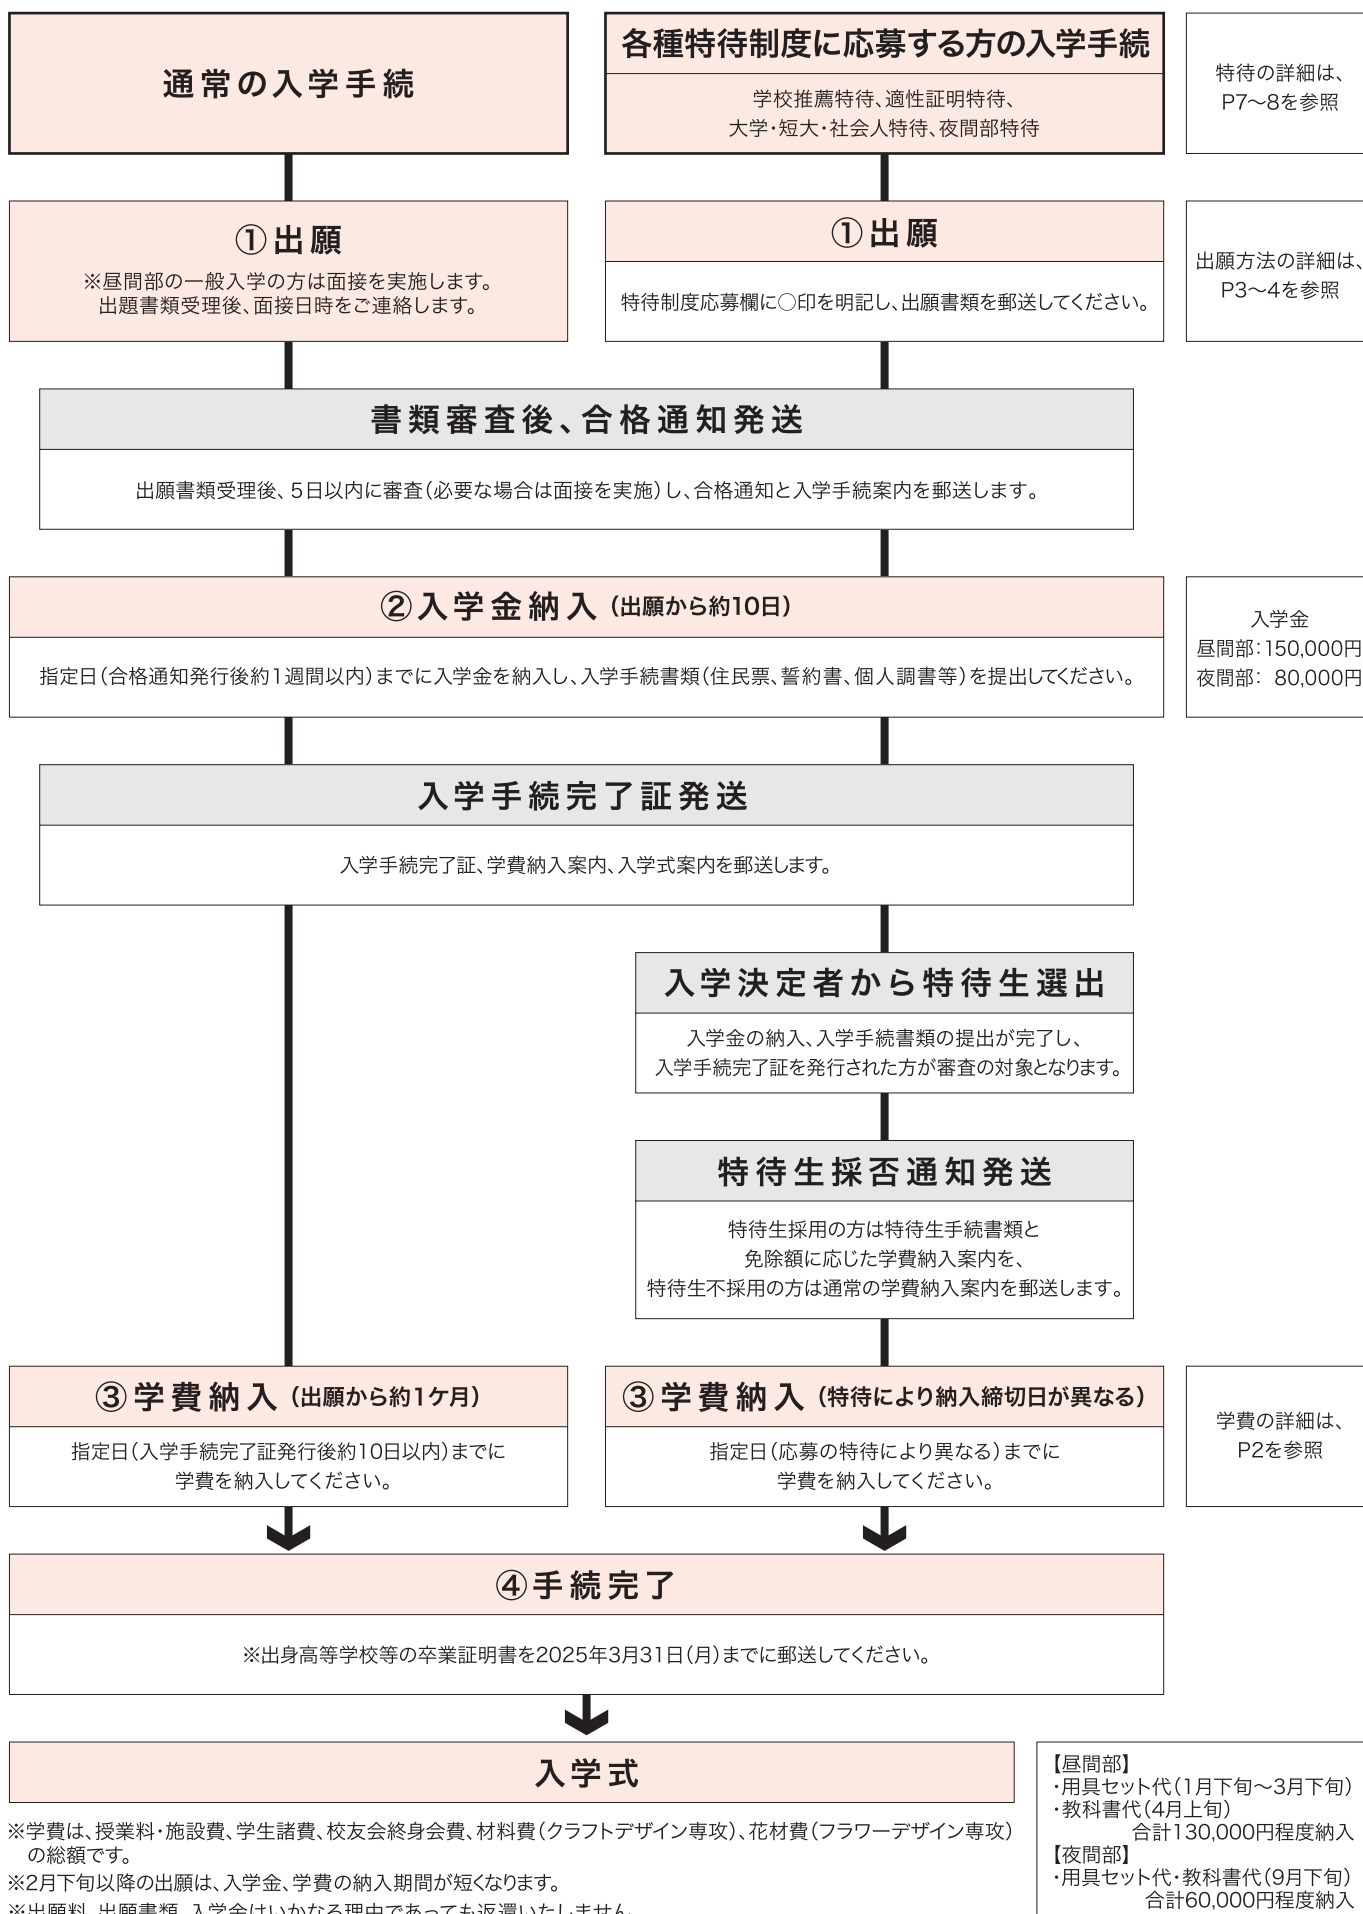 通常の入学手続
各種特待制度に応募する方の入学手続
学校推薦特待、適性証明特待、
大学・短大・社会人特待、夜間部特待
特待の詳細は、
P7〜8を参照
①出願
※昼間部の一般入学の方は面接を実施します。
出題書類受理後、面接日時をご連絡します。
①出願
特待制度応募欄に○印を明記し、出願書類を郵送してください。
出願方法の詳細は、
P3〜4を参照
書類審査後、合格通知発送
出願書類受理後、5日以内に審査（必要な場合は面接を実施）し、合格通知と入学手続案内を郵送します。
②入学金納入（出願から約10日）
指定日（合格通知発行後約1週間以内）までに入学金を納入し、入学手続書類（住民票、誓約書、個人調書等）を提出してください。
入学金
昼間部：150,000円
夜間部： 80,000円
入学手続完了証発送
入学手続完了証、学費納入案内、入学式案内を郵送します。
入学決定者から特待生選出
入学金の納入、入学手続書類の提出が完了し、
入学手続完了証を発行された方が審査の対象となります。
特待生採否通知発送
特待生採用の方は特待生手続書類と
免除額に応じた学費納入案内を、
特待生不採用の方は通常の学費納入案内を郵送します。
③学費納入（出願から約1ケ月）
指定日（入学手続完了証発行後約10日以内）までに
学費を納入してください。
③学費納入（特待により納入締切日が異なる）
指定日（応募の特待により異なる）までに
学費を納入してください。
学費の詳細は、
P2を参照
④手続完了
※出身高等学校等の卒業証明書を2025年3月31日（月）までに郵送してください。
入学式
※学費は、授業料・施設費、学生諸費、校友会終身会費、材料費（クラフトデザイン専攻）、花材費（フラワーデザイン専攻）
の総額です。
※2月下旬以降の出願は、入学金、学費の納入期間が短くなります。
※出願料、出願書類、入学金はいかなる理由であっても返還いたしません
【昼間部】
・用具セット代（1月下旬〜3月下旬）
・教科書代（4月上旬）
合計130,000円程度納入
【夜間部】
・用具セット代・教科書代（9月下旬）
合計60,000円程度納入